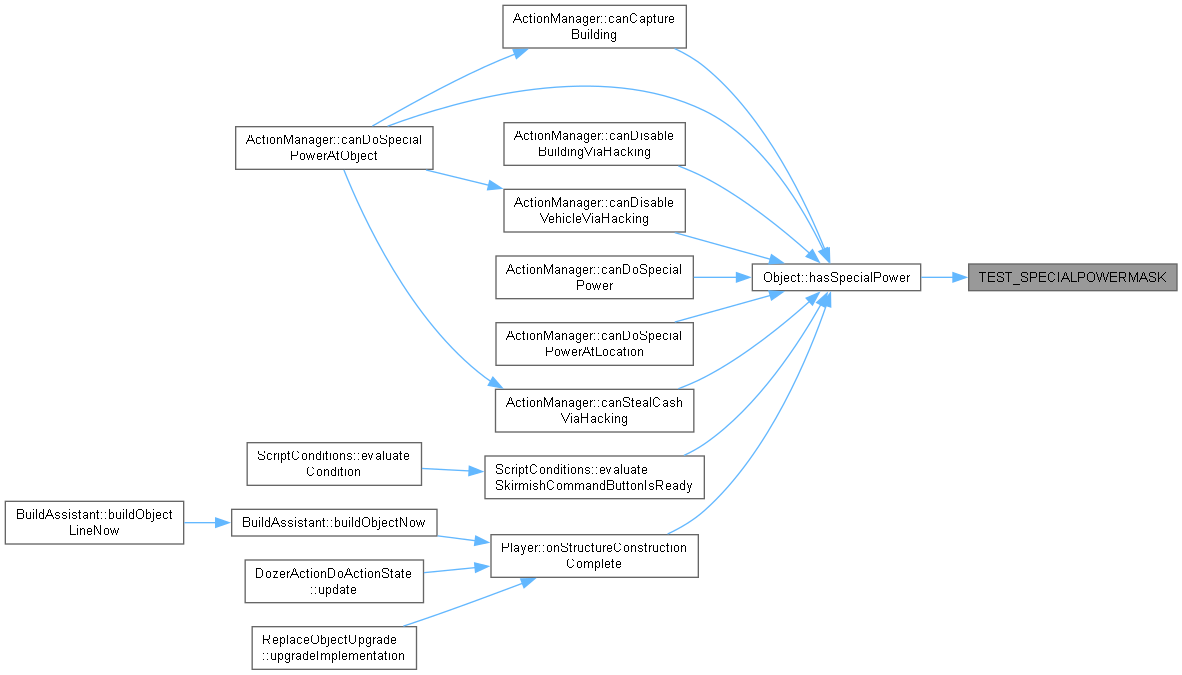 ActionManager::canCapture
Building
ActionManager::canDoSpecial
PowerAtObject
ActionManager::canDisable
BuildingViaHacking
ActionManager::canDisable
VehicleViaHacking
ActionManager::canDoSpecial
Power
Object::hasSpecialPower
TEST_SPECIALPOWERMASK
ActionManager::canDoSpecial
PowerAtLocation
ActionManager::canStealCash
ViaHacking
ScriptConditions::evaluate
Condition
ScriptConditions::evaluate
SkirmishCommandButtonIsReady
BuildAssistant::buildObject
LineNow
BuildAssistant::buildObjectNow
Player::onStructureConstruction
Complete
DozerActionDoActionState
::update
ReplaceObjectUpgrade
::upgradeImplementation